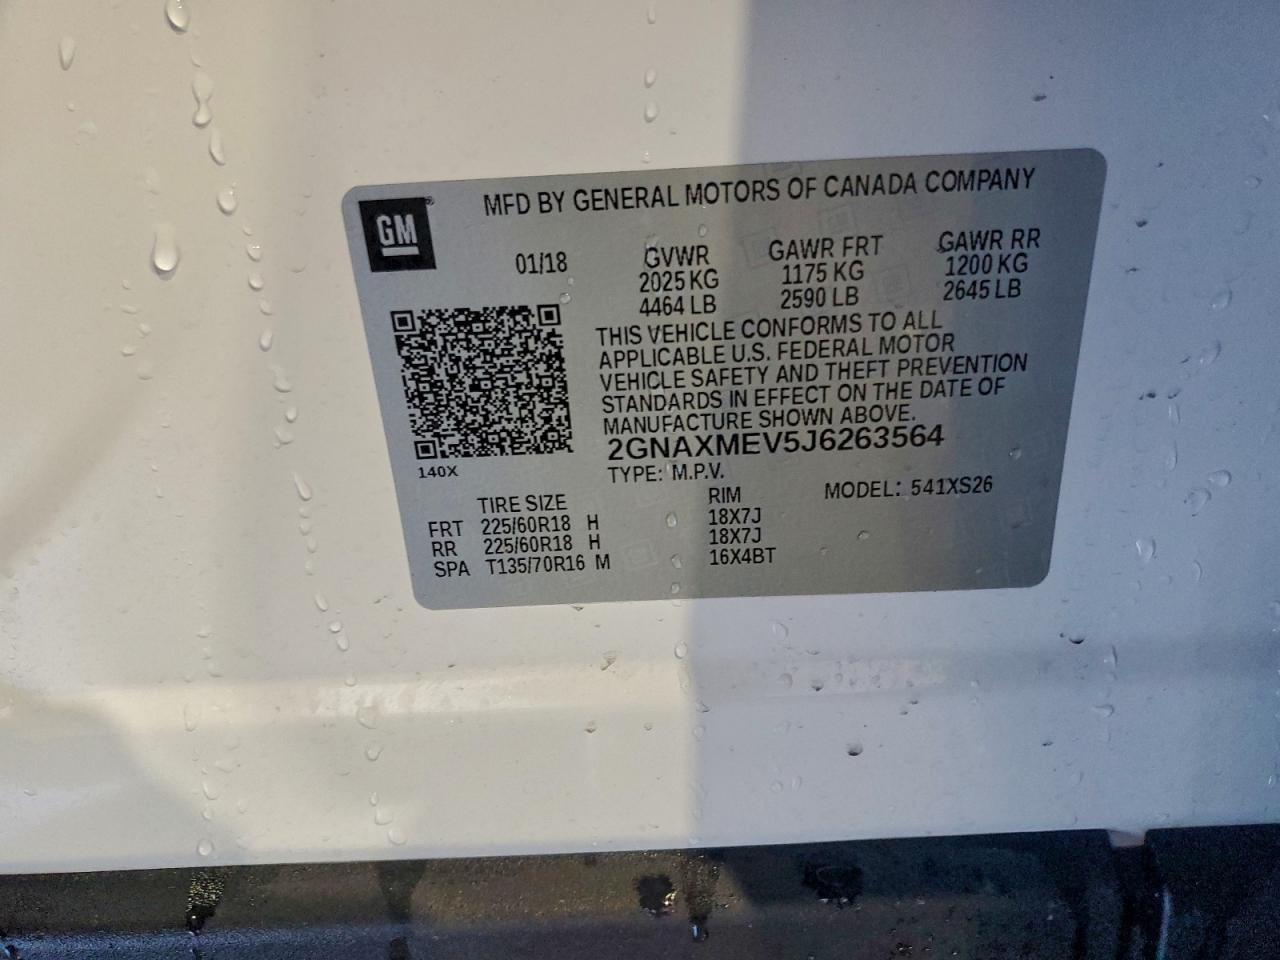 GM
MFD BY GENERAL MOTORS OF CANADA COMPANY
01/18
GVWR GAWR FRT GAWR RR
2025 KG 1175 KG 1200 KG
4464 LB 2590 LB 2645 LB
THIS VEHICLE CONFORMS TO ALL
APPLICABLE U.S. FEDERAL MOTOR
VEHICLE SAFETY AND THEFT PREVENTION
STANDARDS IN EFFECT ON THE DATE OF
MANUFACTURE SHOWN ABOVE.
2GNAXMEV5J6263564
140X
TYPE: M.P.V.
TIRE SIZE RIM MODEL: 541XS26
FRT 225/60R18 H 18X7J
RR 225/60R18 H 18X7J
SPA T135/70R16 M 16X4BT